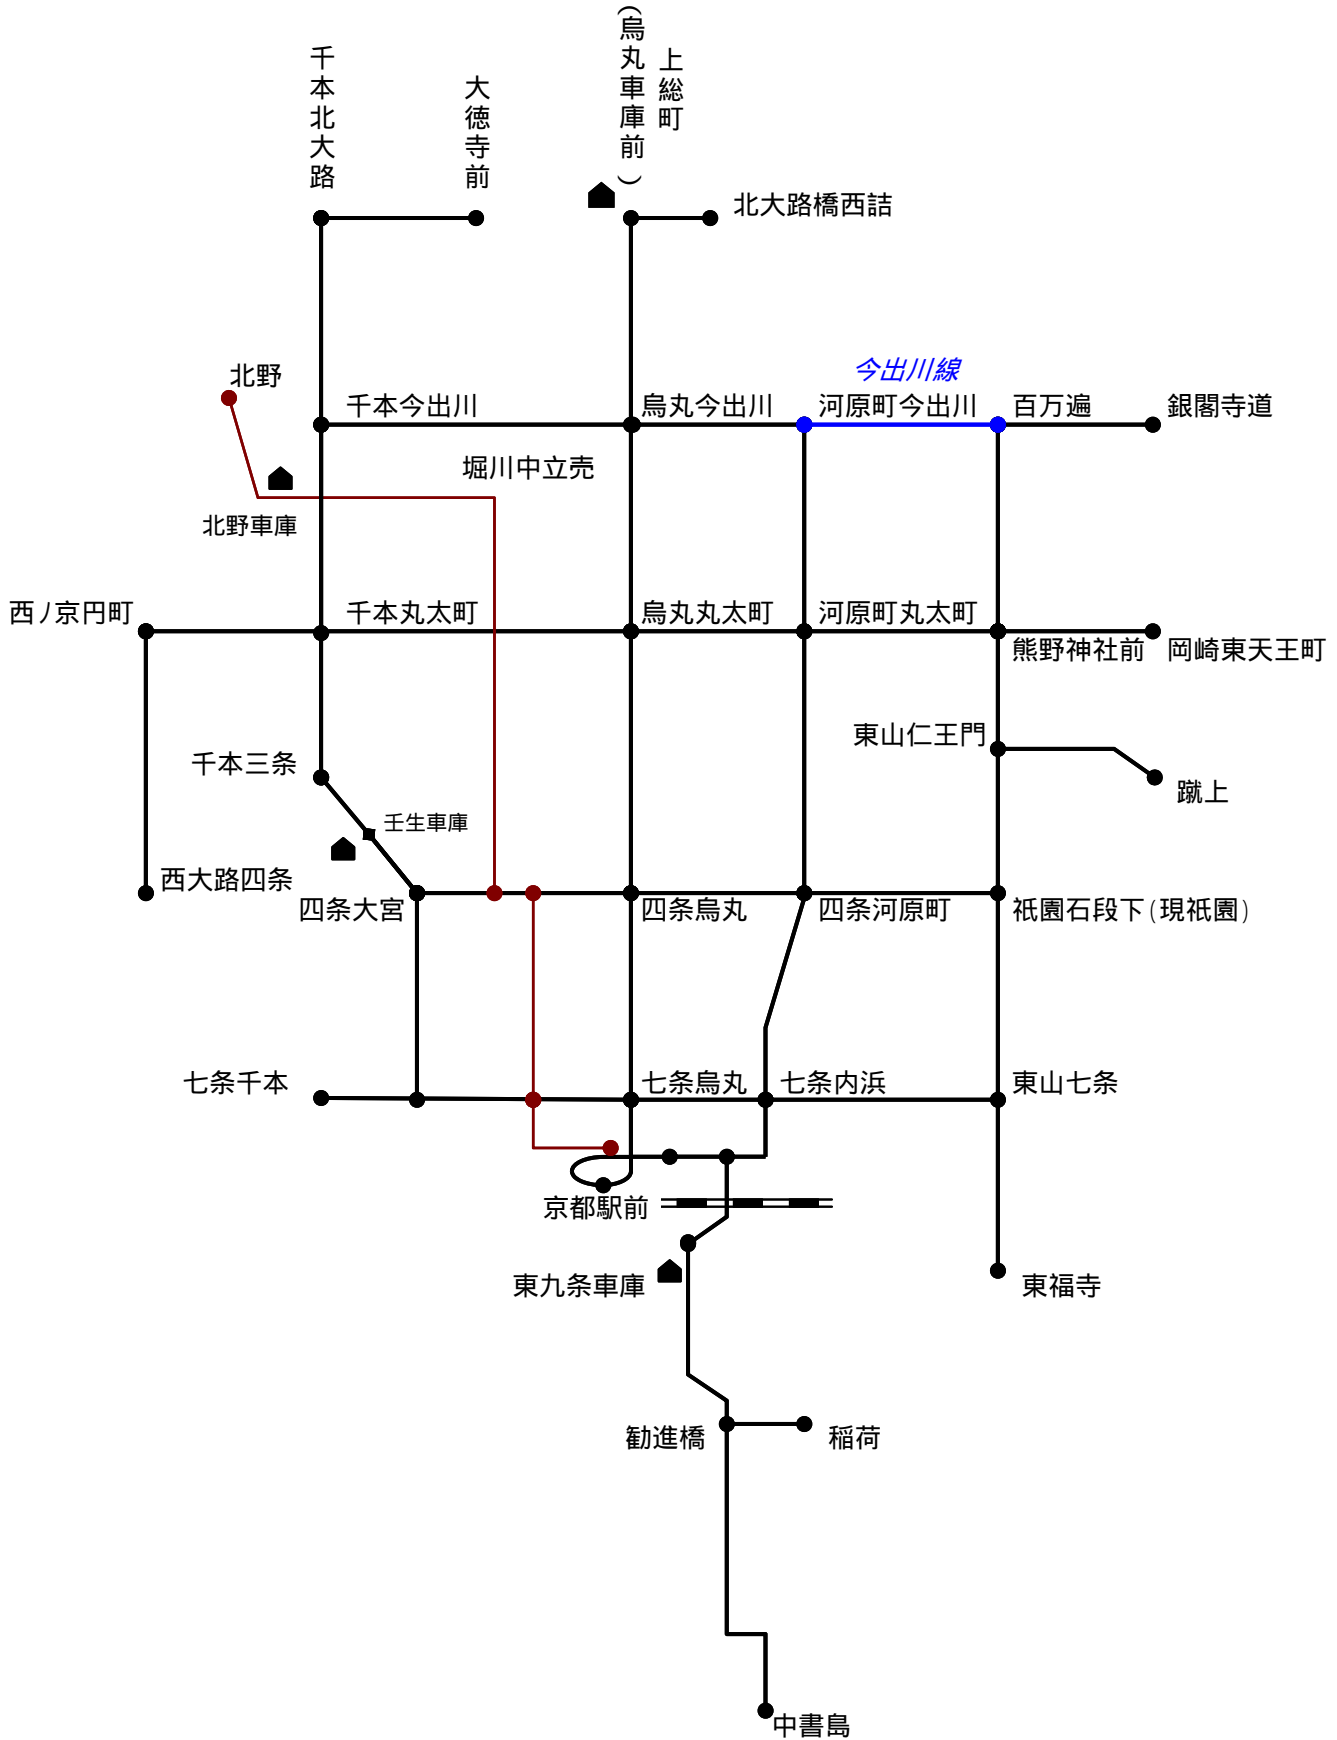 千本北大路
大徳寺前
(烏丸車庫前)
上総町
北大路橋西詰
今出川線
北野
千本今出川
烏丸今出川
河原町今出川
百万遍
銀閣寺道
堀川中立売
北野車庫
西ノ京円町
千本丸太町
烏丸丸太町
河原町丸太町
熊野神社前
岡崎東天王町
東山仁王門
千本三条
蹴上
壬生車庫
西大路四条
四条大宮
四条烏丸
四条河原町
祇園石段下(現祇園)
七条千本
七条烏丸
七条内浜
東山七条
京都駅前
東九条車庫
東福寺
勧進橋
稲荷
中書島